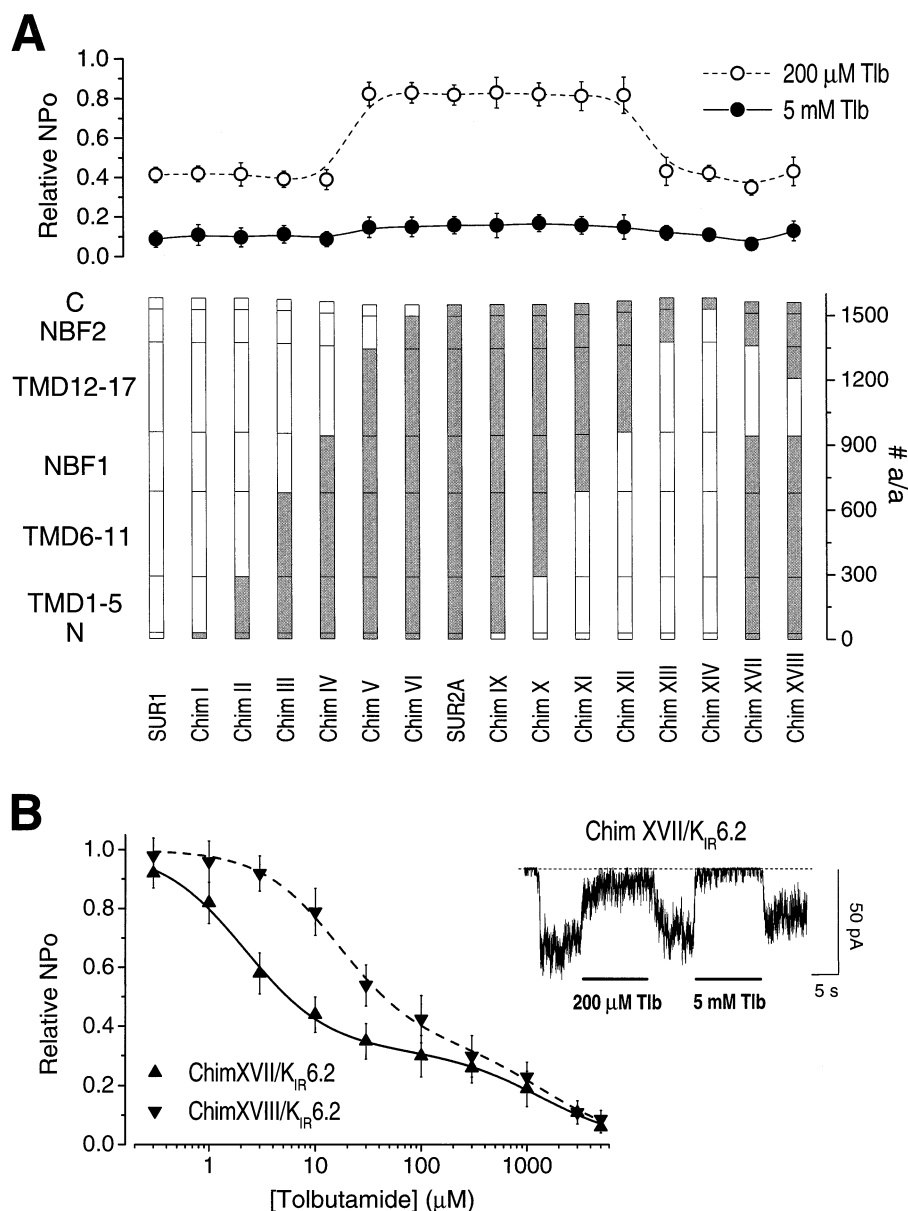 A
1.0
0.8
0.6
0.4
0.2
0.0
Relative NPo
200 µM Tlb
5 mM Tlb
C
NBF2
TMD12-17
NBF1
TMD6-11
TMD1-5
N
1500
1200
900
600
300
0
# a/a
SUR1
Chim I
Chim II
Chim III
Chim IV
Chim V
Chim VI
SUR2A
Chim IX
Chim X
Chim XI
Chim XII
Chim XIII
Chim XIV
Chim XVII
Chim XVIII
B
1.0
0.8
0.6
0.4
0.2
0.0
Relative NPo
ChimXVII/KIR6.2
ChimXVIII/KIR6.2
1
10
100
1000
[Tolbutamide] (µM)
Chim XVII/KIR6.2
50 pA
5 s
200 µM Tlb
5 mM Tlb